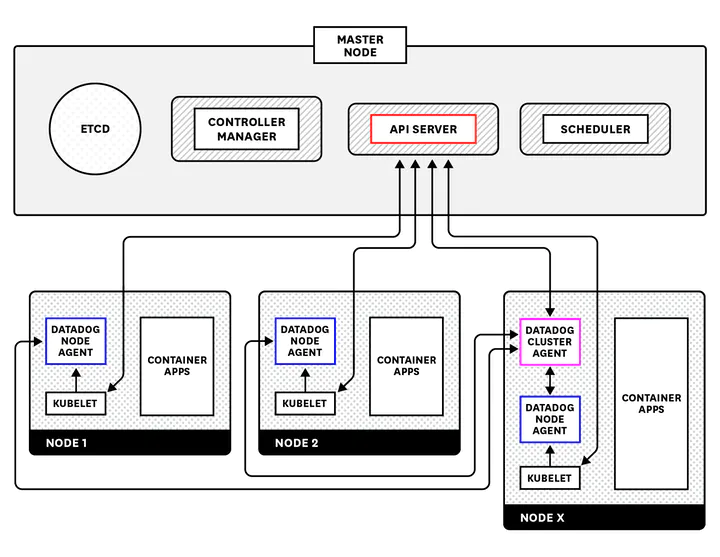 MASTER
NODE
ETCD
CONTROLLER
MANAGER
API SERVER
SCHEDULER
DATADOG
NODE
AGENT
CONTAINER
APPS
KUBELET
NODE 1
DATADOG
NODE
AGENT
CONTAINER
APPS
KUBELET
NODE 2
DATADOG
CLUSTER
AGENT
DATADOG
NODE
AGENT
CONTAINER
APPS
KUBELET
NODE X